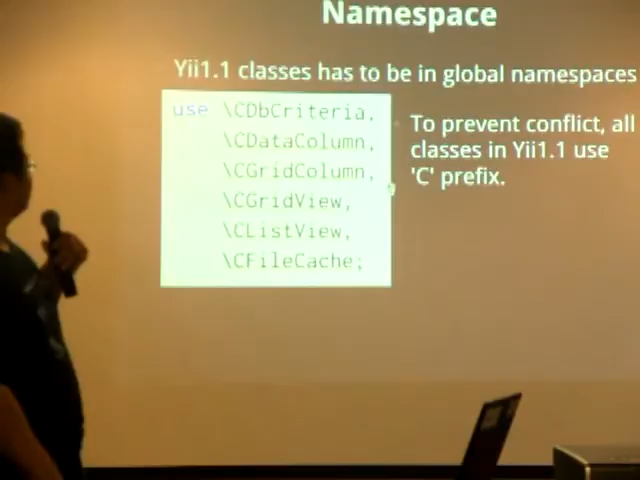 Namespace
Yii1.1 classes has to be in global namespaces
use \CDbCriteria,
\CDataColumn,
\CGridColumn,
\CGridView,
\CListView,
\CFileCache;
To prevent conflict, all
classes in Yii1.1 use
'C' prefix.